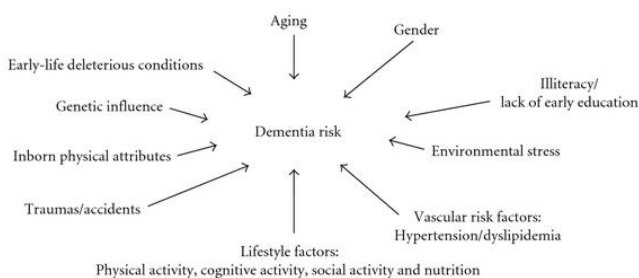 Aging
Gender
Early-life deleterious conditions
Illiteracy/
lack of early education
Genetic influence
Dementia risk
Inborn physical attributes
Environmental stress
Traumas/accidents
Vascular risk factors:
Hypertension/dyslipidemia
Lifestyle factors:
Physical activity, cognitive activity, social activity and nutrition